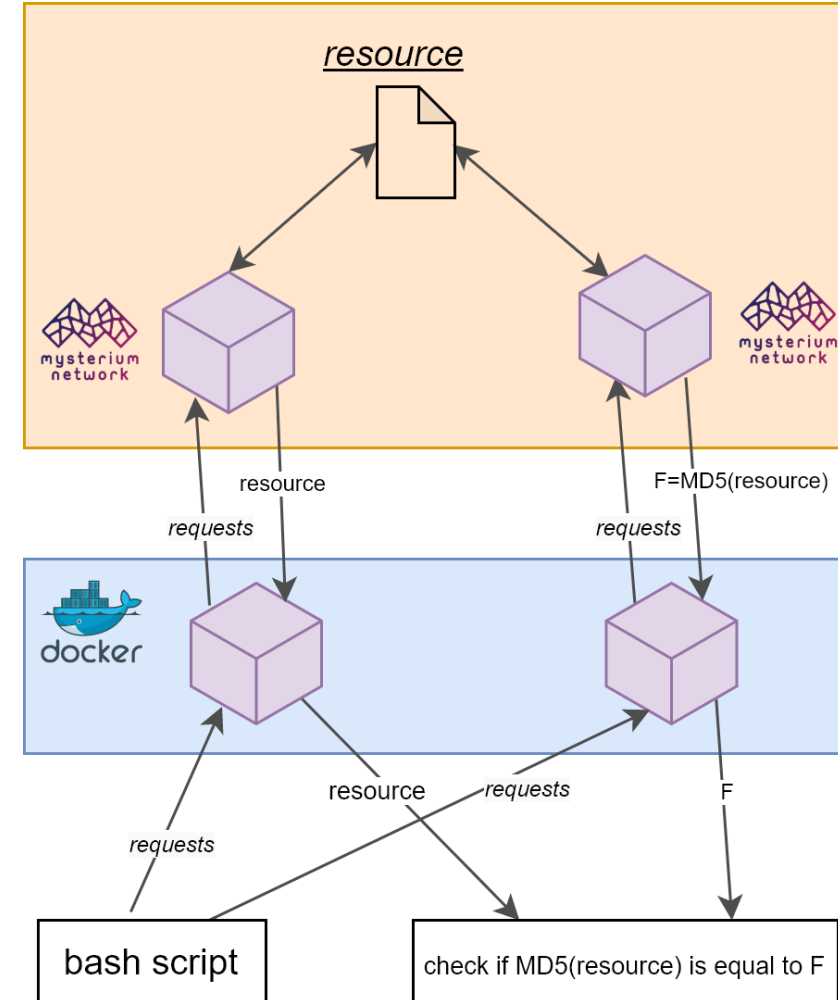 resource
mysterium
network
mysterium
network
resource
F=MD5(resource)
requests
requests
docker
resource
requests
F
requests
bash script
check if MD5(resource) is equal to F